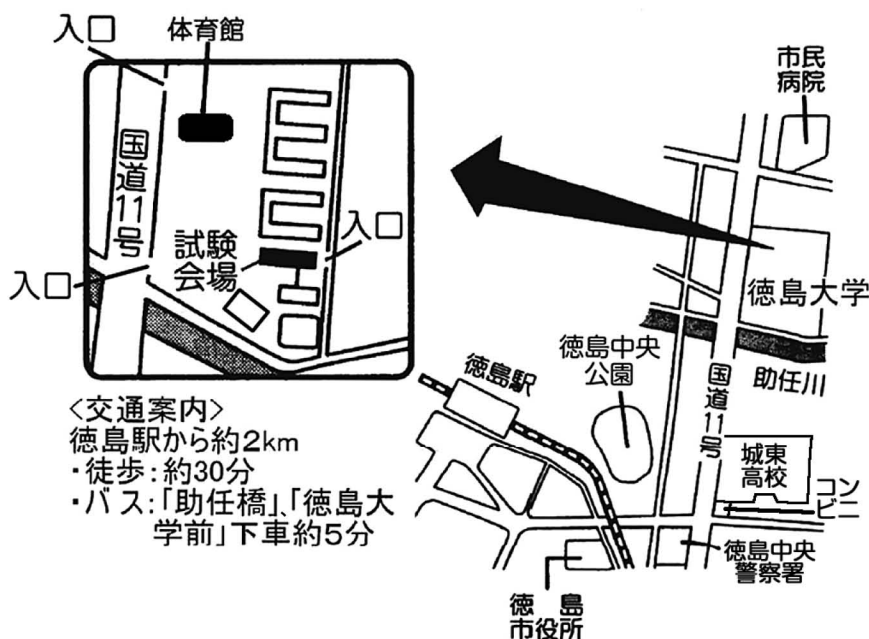 入口
体育館
国道11号
試験
会場
入口
入口
<交通案内>
徳島駅から約2km
・徒歩：約30分
・バス：「助任橋」、「徳島大
学前」下車約5分
市民
病院
徳島大学
助任川
徳島中央
公園
徳島駅
国道11号
城東
高校
コン
ビニ
徳島中央
警察署
徳島
市役所